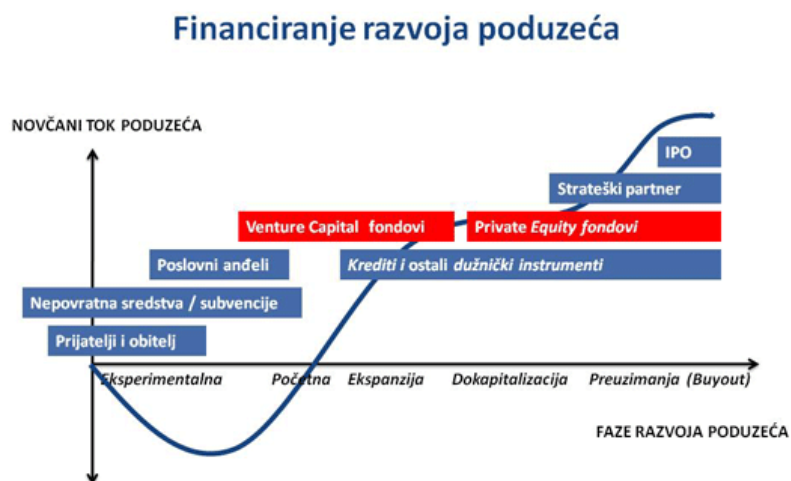 Financiranje razvoja poduzeća
NOVČANI TOK PODUZEĆA
IPO
Strateški partner
Venture Capital fondovi
Private Equity fondovi
Poslovni anđeli
Krediti i ostali dužnički instrumenti
Nepovratna sredstva / subvencije
Prijatelji i obitelj
Eksperimentalna
Početna
Ekspanzija
Dokapitalizacija
Preuzimanja (Buyout)
FAZE RAZVOJA PODUZEĆA